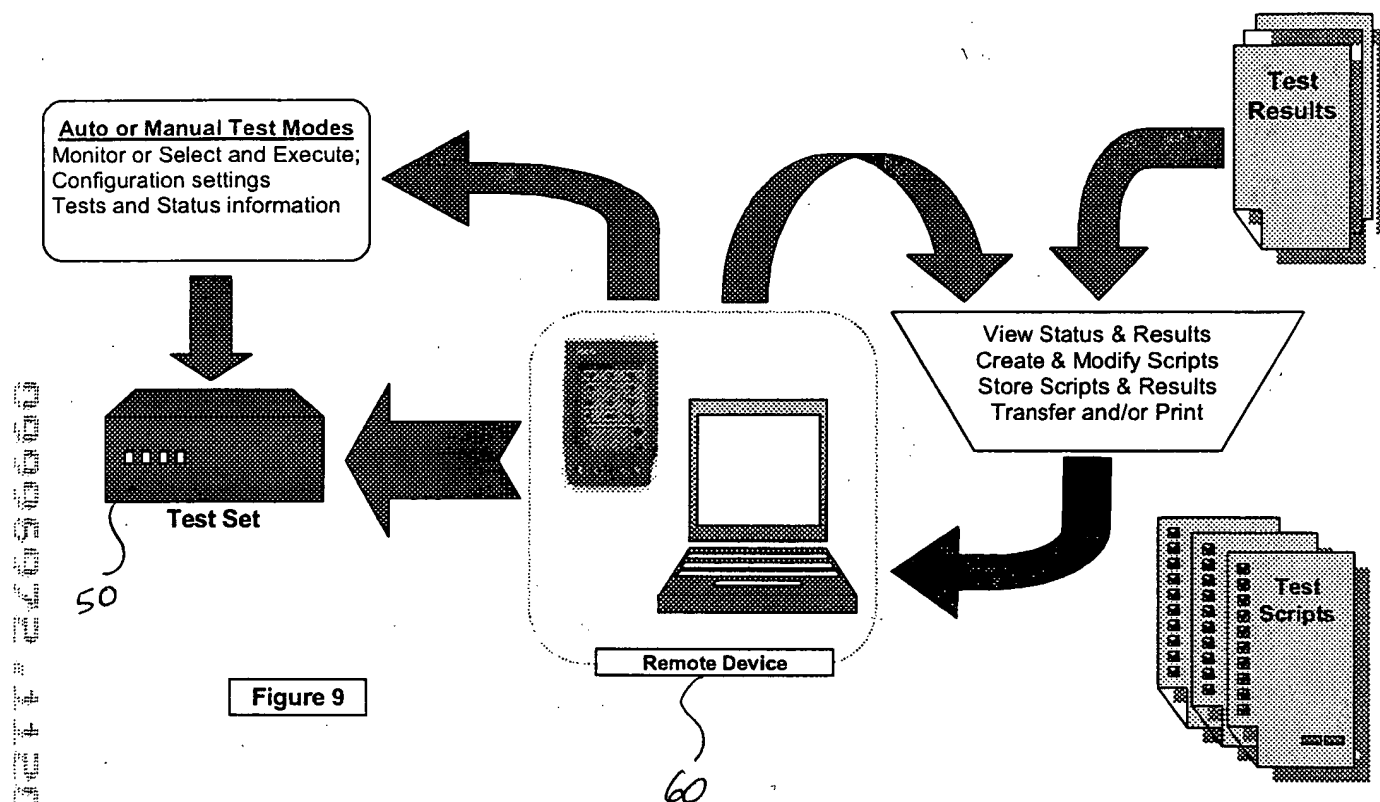 Test
Results
Auto or Manual Test Modes
Monitor or Select and Execute;
Configuration settings
Tests and Status information
View Status & Results
Create & Modify Scripts
Store Scripts & Results
Transfer and/or Print
Test Set
50
Test
Scripts
Remote Device
Figure 9
60